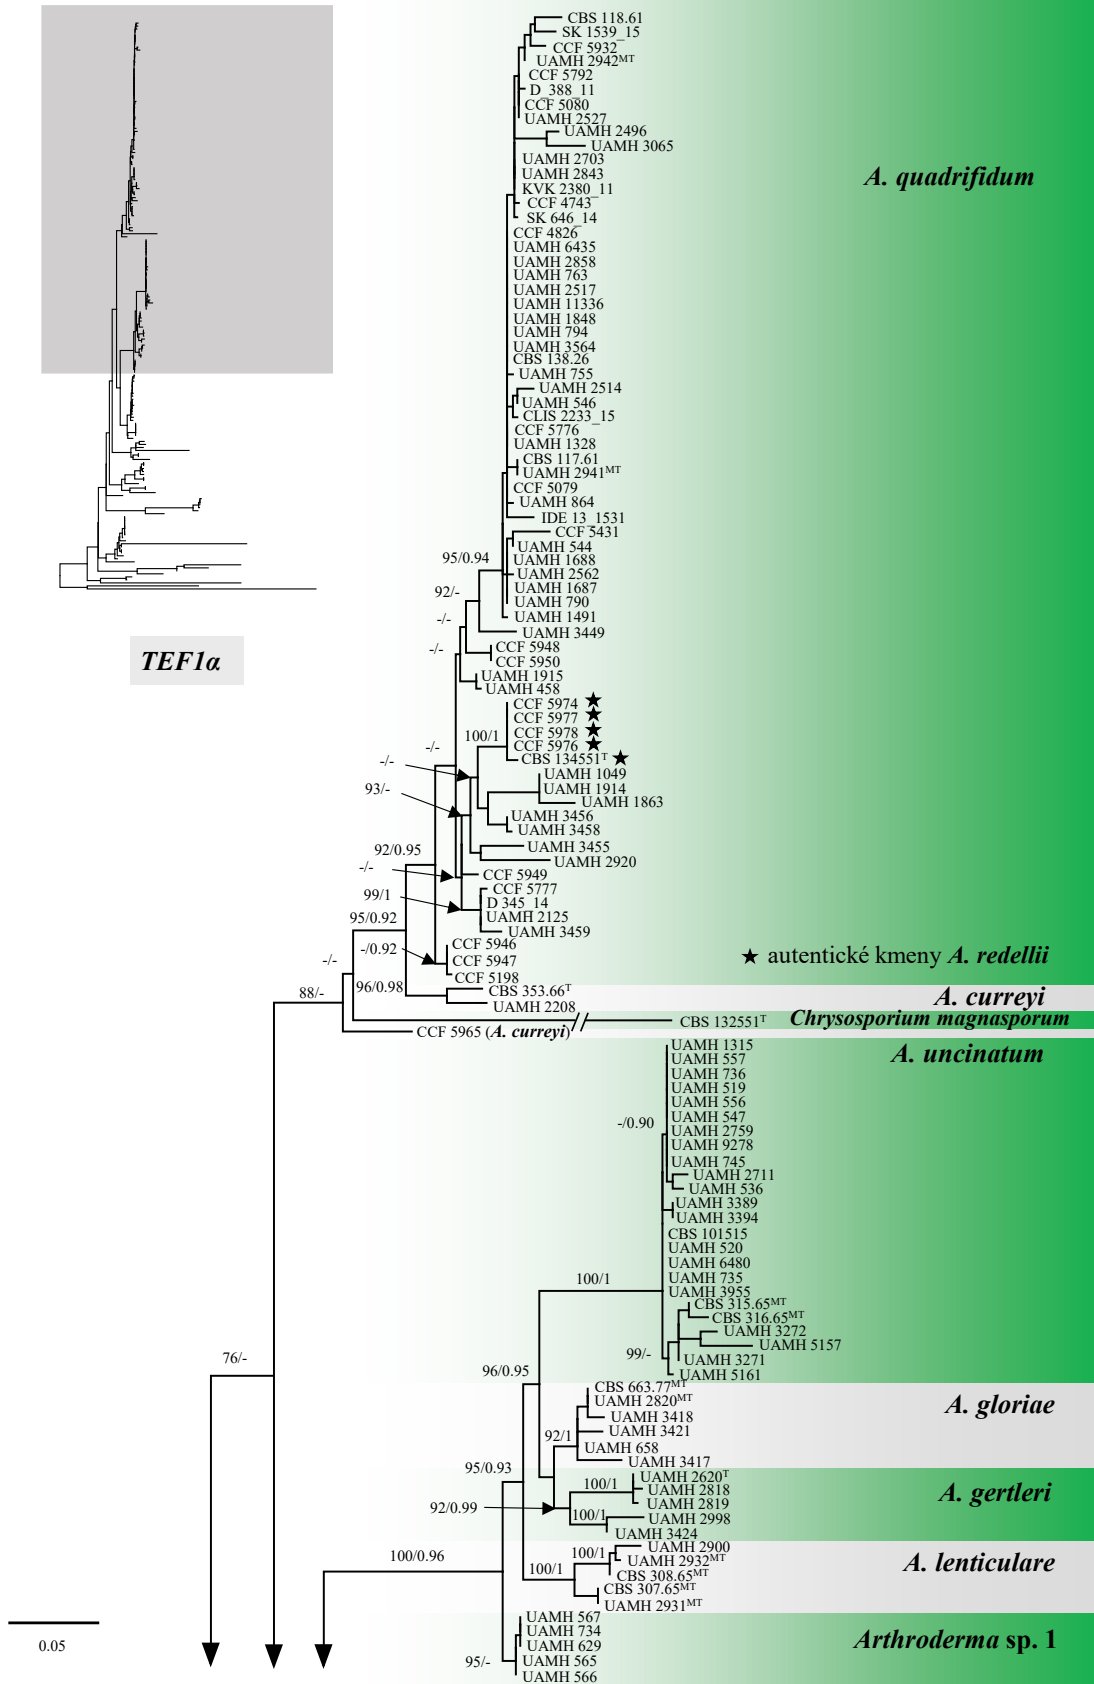 CBS 118.61
SK 1539_15
CCF 5932
UAMH 2942MT
CCF 5792
D_388_11
CCF 5080
UAMH 2527
UAMH 2496
UAMH 3065
UAMH 2703
UAMH 2843
A. quadrifidum
KVK 2380_11
CCF 4743
SK 646_14
CCF 4826
UAMH 6435
UAMH 2858
UAMH 763
UAMH 2517
UAMH 11336
UAMH 1848
UAMH 794
UAMH 3564
CBS 138.26
UAMH 755
UAMH 2514
UAMH 546
CLIS 2233_15
CCF 5776
UAMH 1328
CBS 117.61
UAMH 2941MT
CCF 5079
UAMH 864
IDE 13_1531
CCF 5431
UAMH 544
95/0.94
UAMH 1688
UAMH 2562
UAMH 1687
92/-
UAMH 790
UAMH 1491
-/-
UAMH 3449
CCF 5948
-/-
CCF 5950
TEF1α
UAMH 1915
UAMH 458
CCF 5974 ★
CCF 5977 ★
CCF 5978 ★
100/1
CCF 5976 ★
-/-
CBS 134551T ★
-/-
UAMH 1049
93/-
UAMH 1914
UAMH 1863
UAMH 3456
UAMH 3458
92/0.95
UAMH 3455
UAMH 2920
-/-
CCF 5949
99/1
CCF 5777
D 345_14
95/0.92
UAMH 2125
UAMH 3459
-/0.92
CCF 5946
★ autentické kmeny A. redellii
CCF 5947
-/-
CCF 5198
96/0.98
CBS 353.66T
88/-
A. curreyi
UAMH 2208
CBS 132551T
Chrysosporium magnasporum
CCF 5965 (A. curreyi)
UAMH 1315
A. uncinatum
UAMH 557
UAMH 736
UAMH 519
UAMH 556
UAMH 547
-/0.90
UAMH 2759
UAMH 9278
UAMH 745
UAMH 2711
UAMH 536
UAMH 3389
UAMH 3394
CBS 101515
UAMH 520
UAMH 6480
100/1
UAMH 735
UAMH 3955
CBS 315.65MT
CBS 316.65MT
UAMH 3272
UAMH 5157
99/-
UAMH 3271
76/-
UAMH 5161
96/0.95
CBS 663.77MT
UAMH 2820MT
A. gloriae
UAMH 3418
UAMH 3421
92/1
UAMH 658
UAMH 3417
95/0.93
UAMH 2620T
100/1
UAMH 2818
A. gertleri
UAMH 2819
92/0.99
100/1
UAMH 2998
UAMH 3424
UAMH 2900
100/1
100/0.96
UAMH 2932MT
A. lenticulare
100/1
CBS 308.65MT
CBS 307.65MT
UAMH 2931MT
UAMH 567
UAMH 734
Arthroderma sp. 1
0.05
UAMH 629
95/-
UAMH 565
UAMH 566